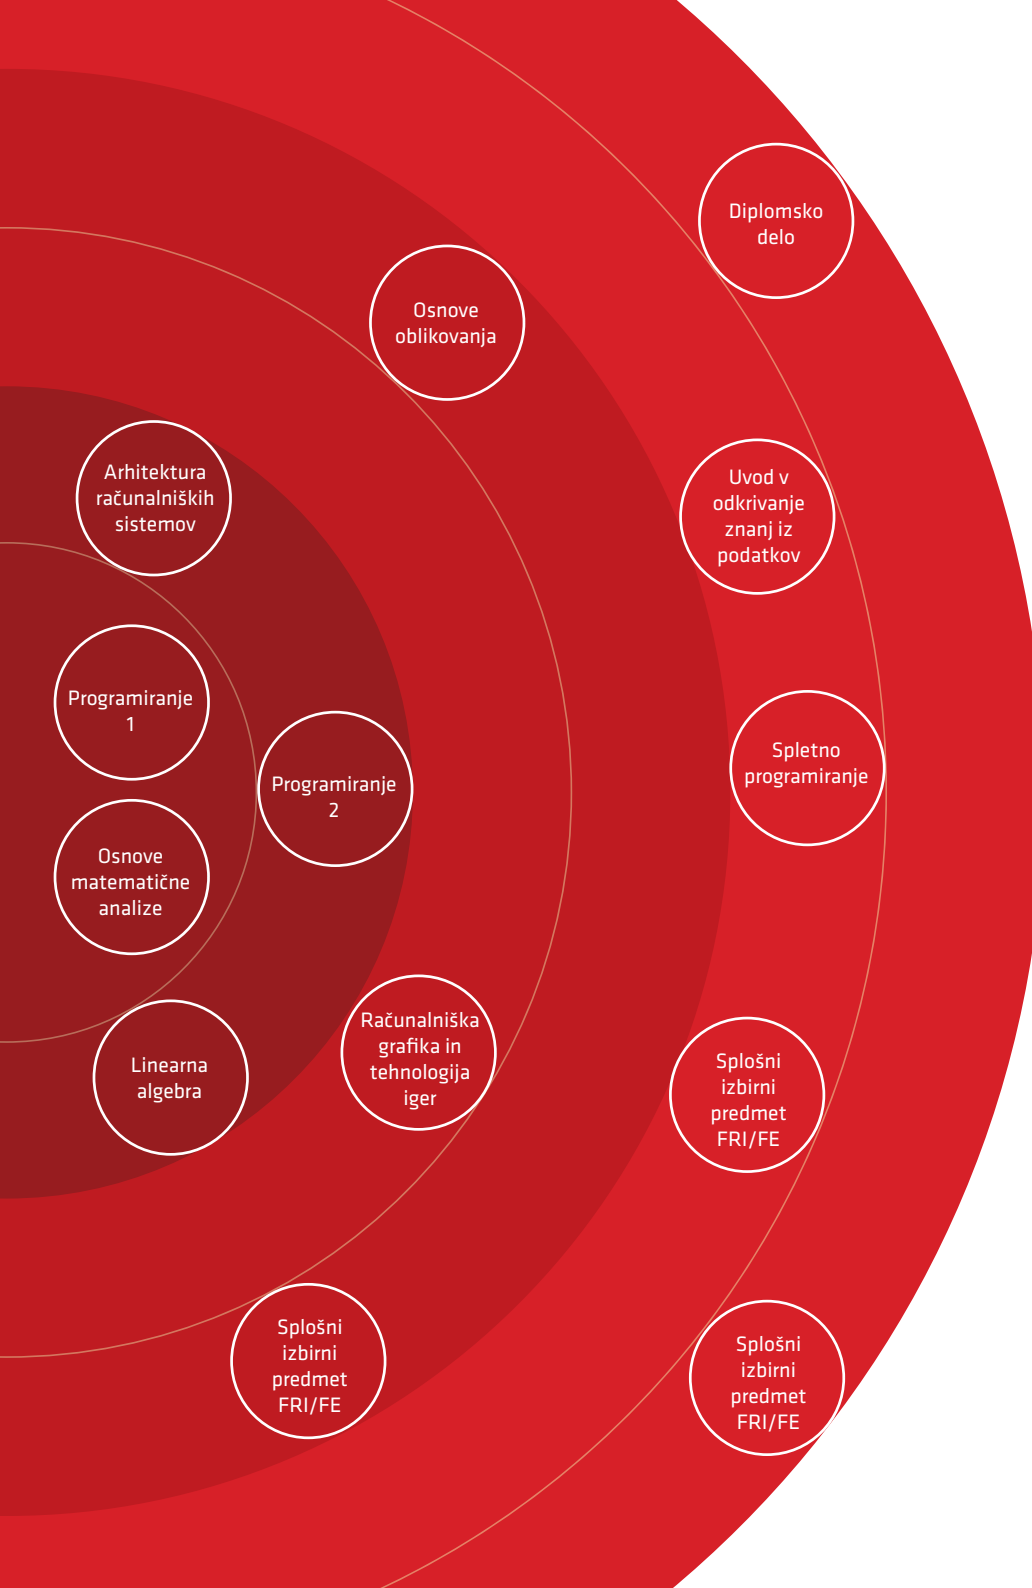 Diplomsko
delo
Osnove
oblikovanja
Arhitektura
računalniških
sistemov
Uvod v
odkrivanje
znanj iz
podatkov
Programiranje
1
Spletno
programiranje
Programiranje
2
Osnove
matematične
analize
Računalniška
grafika in
tehnologija
iger
Linearna
algebra
Splošni
izbirni
predmet
FRI/FE
Splošni
izbirni
predmet
FRI/FE
Splošni
izbirni
predmet
FRI/FE